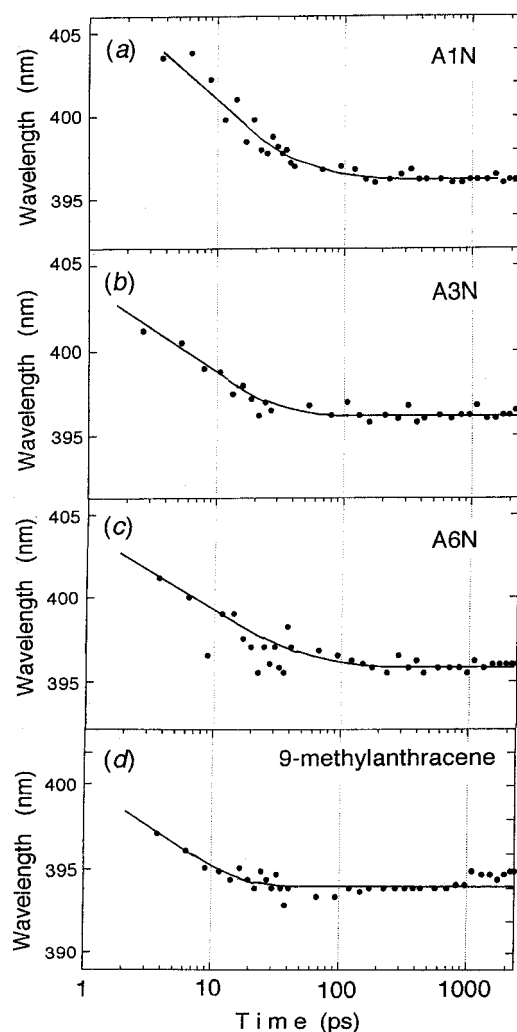 405
(a)
A1N
400
395
Wavelength (nm)
405
(b)
A3N
400
395
Wavelength (nm)
405
(c)
A6N
400
395
Wavelength (nm)
(d)
9-methylanthracene
400
395
390
Wavelength (nm)
1 10 100 1000
Time (ps)